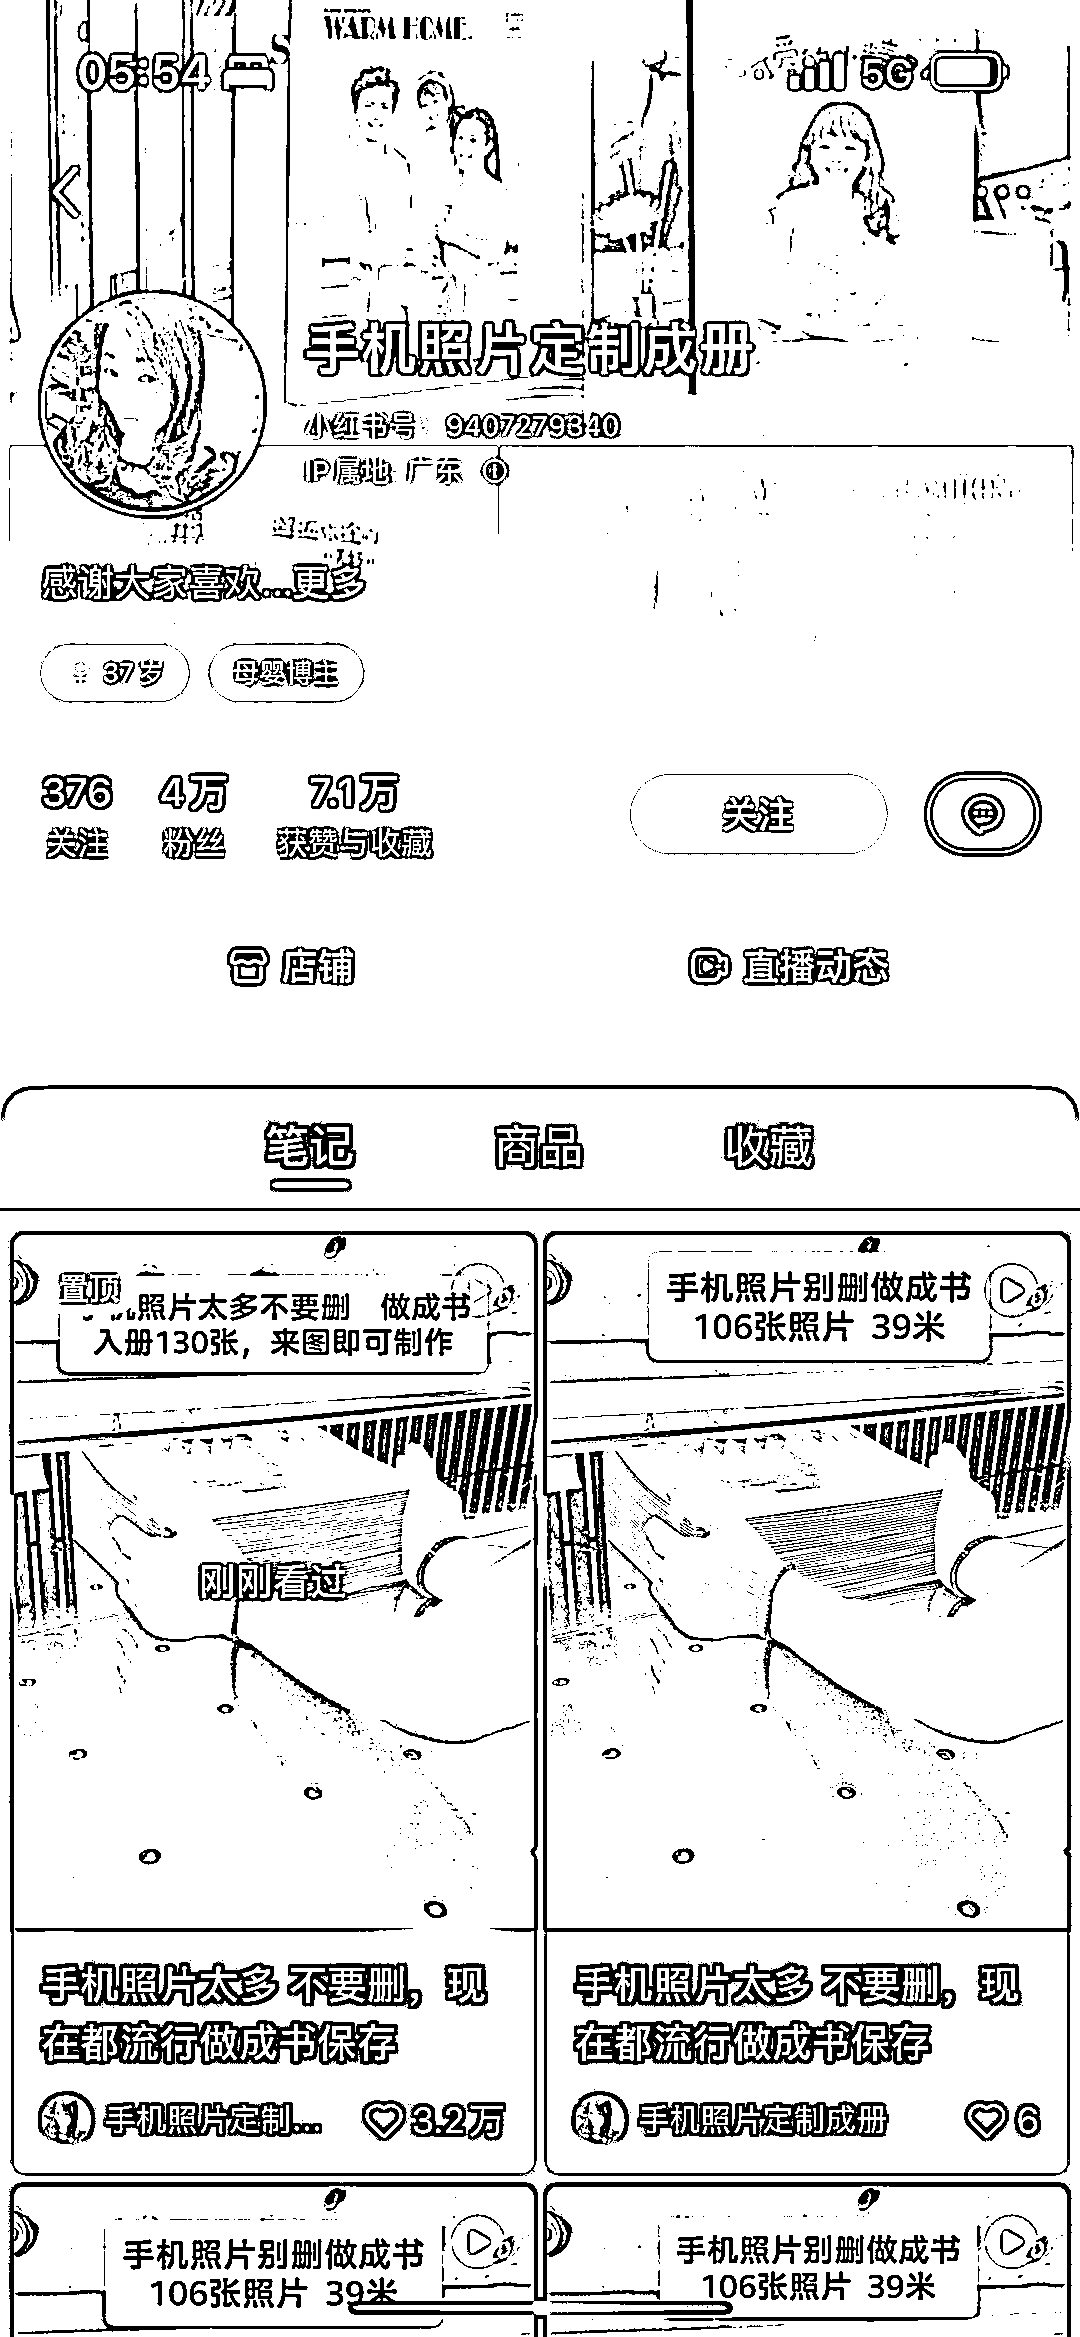 WARM HOME.
05:54
5G
手机照片定制成册
小红书号 9407279840
IP属地 广东
感谢大家喜欢...更多
37岁
母婴博主
376 4万 7.1万
关注 粉丝 获赞与收藏
关注
店铺 直播动态
笔记 商品 收藏
置顶
照片太多不要删 做成书
入册130张，来图即可制作
刚刚看过
手机照片太多 不要删，现
在都流行做成书保存
手机照片定制... 3.2万
手机照片别删做成书
106张照片 39米
手机照片太多 不要删，现
在都流行做成书保存
手机照片定制成册 6
手机照片别删做成书
106张照片 39米
手机照片别删做成书
106张照片 39米